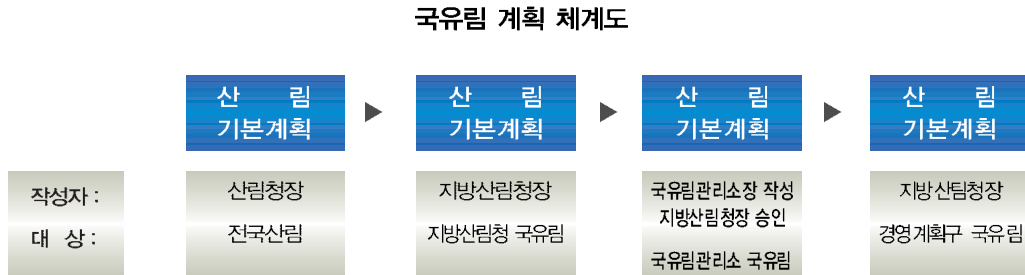 국유림 계획 체계도
산 림
기본계획
산 림
기본계획
산 림
기본계획
산 림
기본계획
작성자 :
대 상 :
산림청장
전국산림
지방산림청장
지방산림청 국유림
국유림관리소장 작성
지방산림청장 승인
국유림관리소 국유림
지방산림청장
경영계획구 국유림